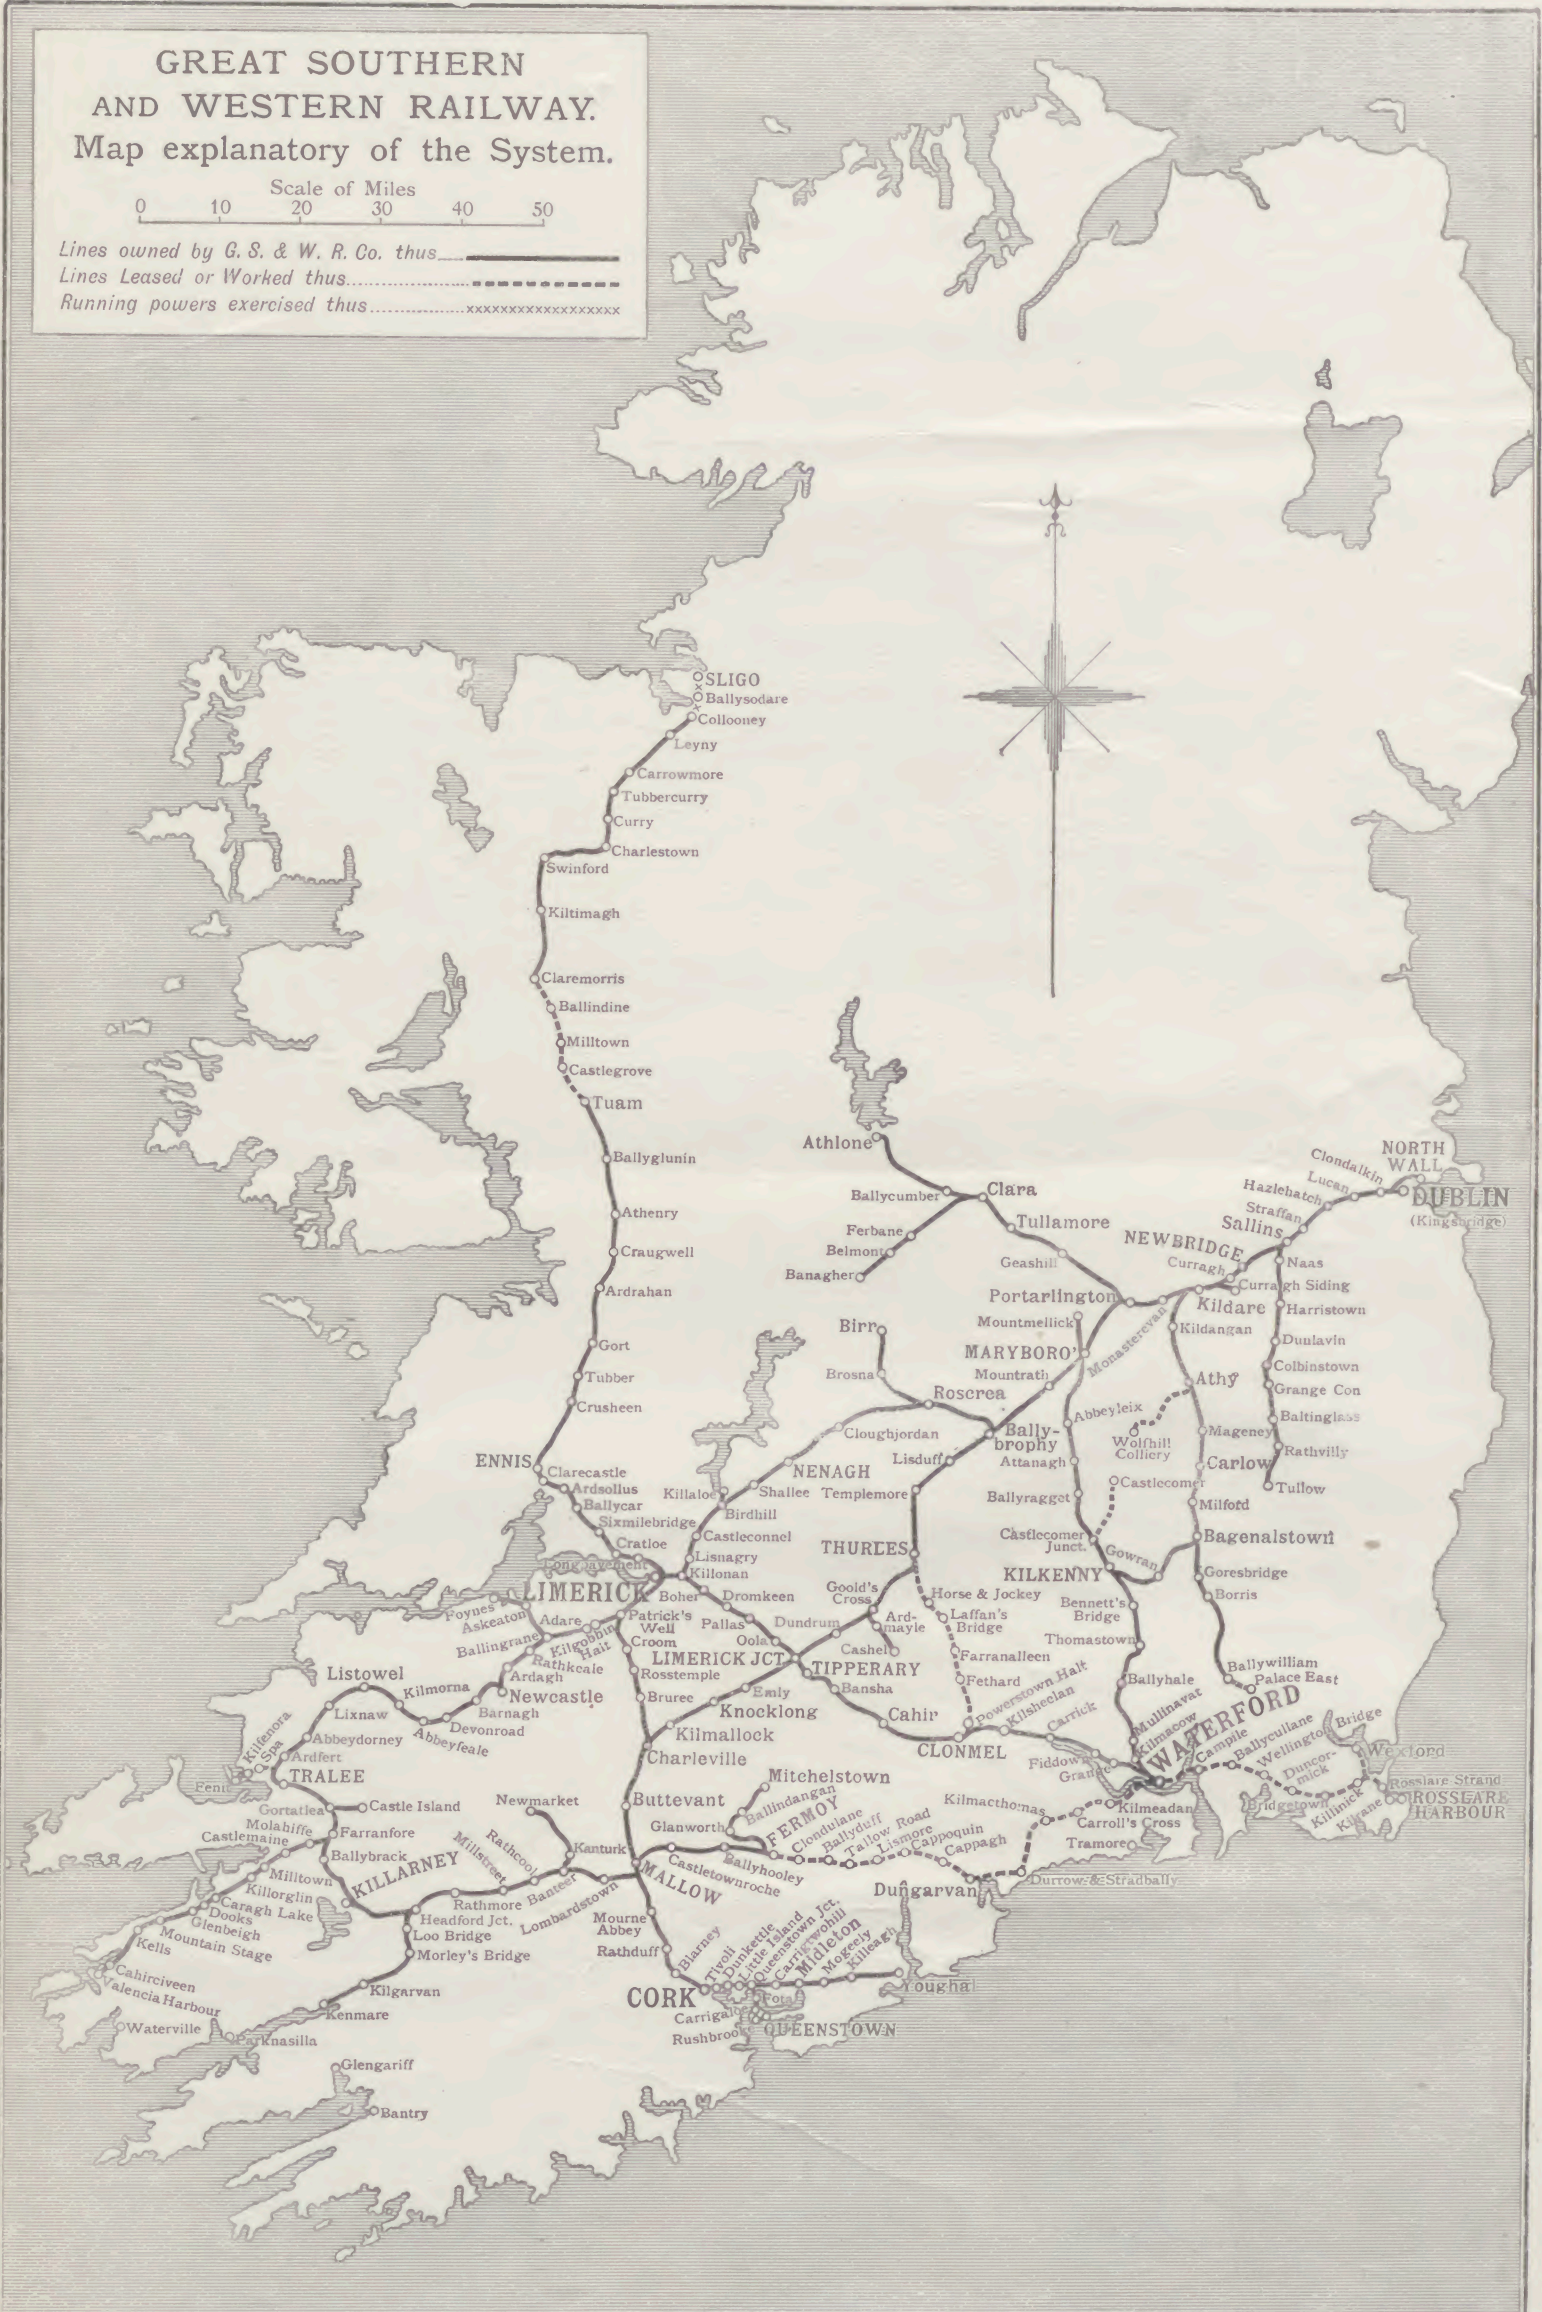 GREAT SOUTHERN
AND WESTERN RAILWAY.
Map explanatory of the System.
Scale of Miles
0 10 20 30 40 50
Lines owned by G. S. & W. R. Co. thus
Lines Leased or Worked thus
Running powers exercised thus
SLIGO
Ballysodare
Collooney
Leyny
Carrowmore
Tubbercurry
Curry
Charlestown
Swinford
Kiltimagh
Claremorris
Ballindine
Milltown
Castlegrove
Tuam
Ballyglunin
Athenry
Craugwell
Ardrahan
Gort
Tubber
Crusheen
ENNIS
Clarecastle
Ardsollus
Ballycar
Sixmilebridge
Cratloe
Longpavement
LIMERICK
Athlone
Ballycumber
Clara
Ferbane
Belmont
Banagher
Tullamore
Geashill
Portarlington
Mountmellick
MARYBORO'
Monasterevan
Mountrath
NORTH
WALL
DUBLIN
(Kingsbridge)
Clondalkin
Lucan
Hazlehatch
Straffan
Sallins
NEWBRIDGE
Curragh
Curragh Siding
Kildare
Naas
Harristown
Dunlavin
Colbinstown
Grange Con
Baltinglass
Rathvilly
Tullow
Kildangan
Athy
Mageney
Carlow
Milford
Bagenalstown
Wolfhill
Colliery
Goresbridge
Borris
Ballywilliam
Palace East
Birr
Brosna
Roscrea
Cloughjordan
NENAGH
Shallee
Killaloe
Birdhill
Castleconnel
Lisnagry
Killonan
Bally-
brophy
Lisduff
Templemore
THURLES
Abbeyleix
Attanagh
Ballyragget
Castlecomer
Castlecomer
Junct.
KILKENNY
Gowran
Bennett's
Bridge
Thomastown
Ballyhale
Mullinavat
Kilmacow
WATERFORD
Goold's
Cross
Ard-
mayle
Cashel
Dundrum
Horse & Jockey
Laffan's
Bridge
Farranalleen
Fethard
Powerstown Halt
Kilsheelan
Carrick
Fiddown
Grange
CLONMEL
Boher
Dromkeen
Pallas
Oola
LIMERICK JCT.
TIPPERARY
Bansha
Cahir
Emly
Knocklong
Kilmallock
Charleville
Patrick's
Well
Croom
Rosstemple
Bruree
Foynes
Askeaton
Adare
Ballingrane
Kilgobbin
Halt
Rathkeale
Ardagh
Newcastle
Barnagh
Devonroad
Abbeyfeale
Kilmorna
Listowel
Lixnaw
Abbeydorney
Ardfert
Kilfenora
Spa
Fenit
TRALEE
Gortatlea
Castle Island
Molahiffe
Castlemaine
Farranfore
Ballybrack
Milltown
Killorglin
Caragh Lake
Dooks
Glenbeigh
Mountain Stage
Kells
Cahirciveen
Valencia Harbour
Waterville
Parknasilla
KILLARNEY
Headford Jct.
Loo Bridge
Morley's Bridge
Kilgarvan
Kenmare
Glengariff
Bantry
Newmarket
Kanturk
Rathcool
Millstreet
Rathmore
Banteer
Lombardstown
Buttevant
MALLOW
Mourne
Abbey
Rathduff
Blarney
CORK
Mitchelstown
Ballindangan
Glanworth
FERMOY
Castletownroche
Ballyhooley
Clondulane
Ballyduff
Tallow Road
Lismore
Cappoquin
Cappagh
Dungarvan
Durrow & Stradbally
Kilmacthomas
Carroll's Cross
Kilmeadan
Tramore
Tivoli
Dunkettle
Little Island
Queenstown Jct.
Carrigtwohill
Midleton
Mogeely
Killeagh
Youghal
Fota
Carrigaloe
Rushbrook
QUEENSTOWN
Campile
Ballycullane
Wellington Bridge
Duncor-
mick
Bridgetown
Killinick
Kilrane
Wexford
Rosslare Strand
ROSSLARE
HARBOUR